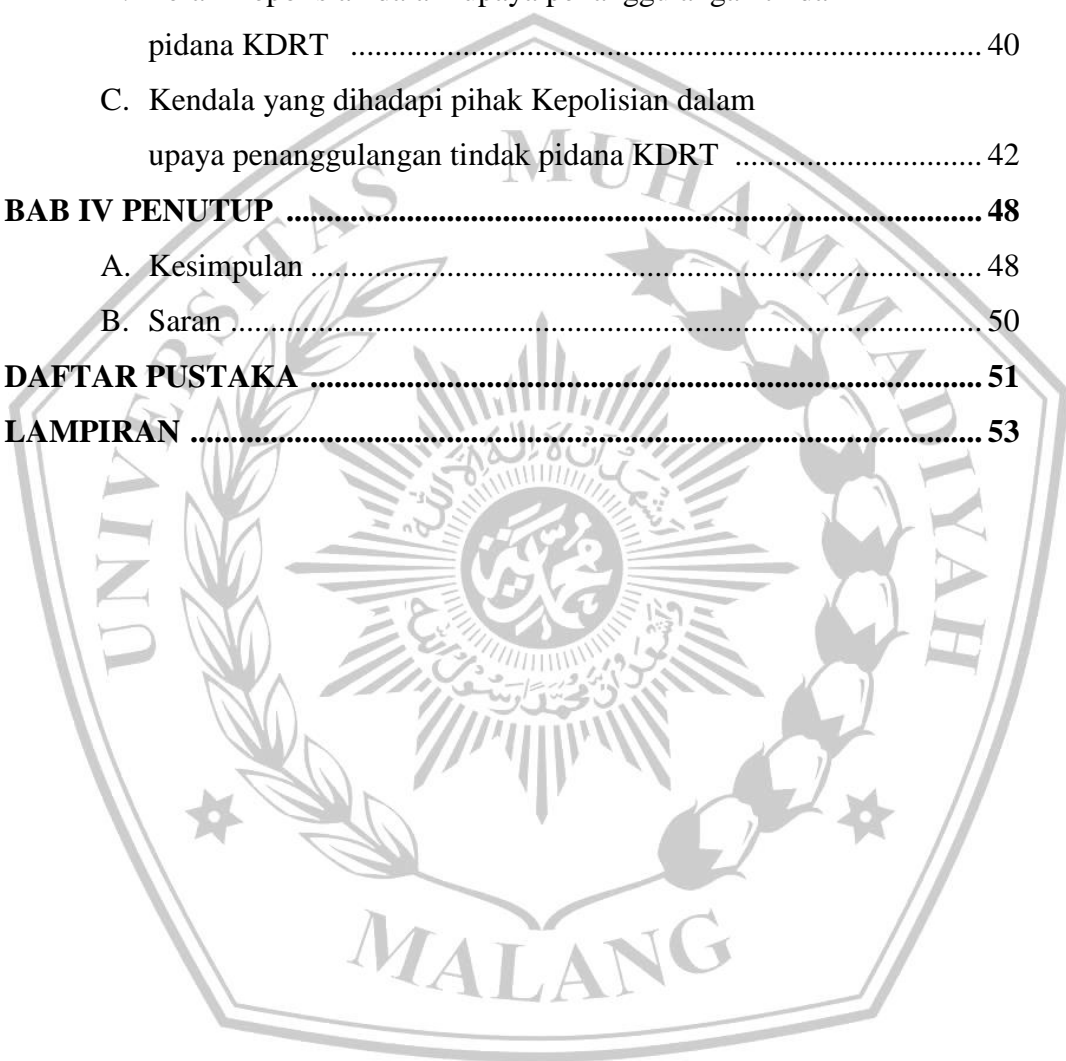 pidana KDRT ........................................................................ 40
C. Kendala yang dihadapi pihak Kepolisian dalam
upaya penanggulangan tindak pidana KDRT ............................ 42
BAB IV PENUTUP ............................................................................... 48
A. Kesimpulan ............................................................................ 48
B. Saran ..................................................................................... 50
DAFTAR PUSTAKA ............................................................................ 51
LAMPIRAN .......................................................................................... 53
UNIVERSITAS MUHAMMADIYAH
MALANG